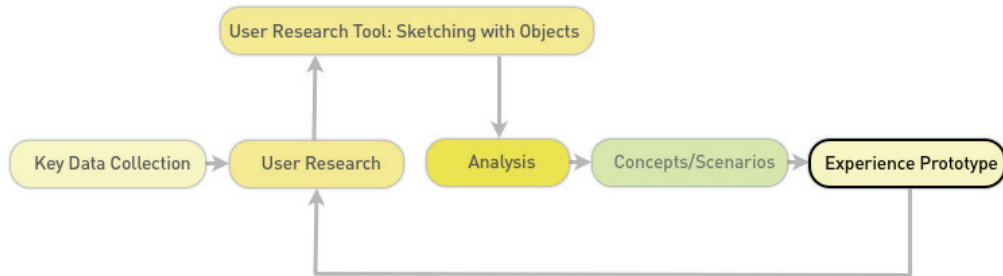 User Research Tool: Sketching with Objects
Key Data Collection
User Research
Analysis
Concepts/Scenarios
Experience Prototype